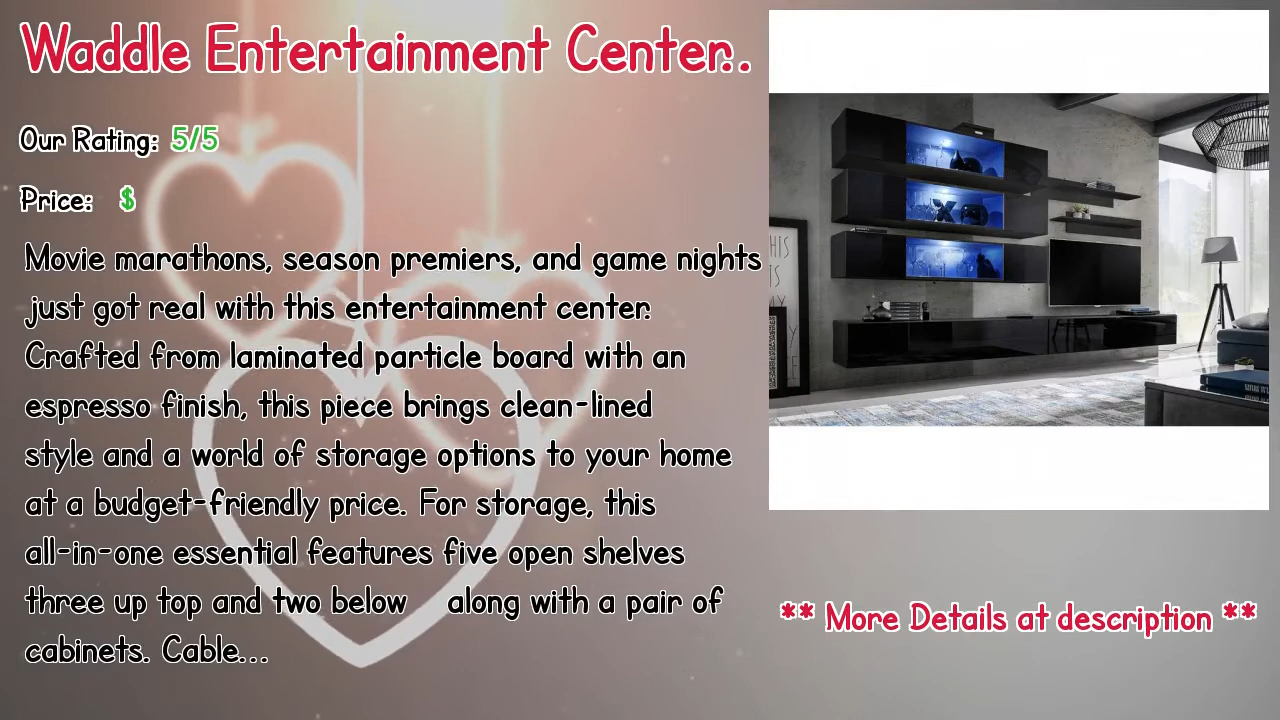 Waddle Entertainment Center..
Our Rating: 5/5
Price: $
Movie marathons, season premiers, and game nights
just got real with this entertainment center.
Crafted from laminated particle board with an
espresso finish, this piece brings clean-lined
style and a world of storage options to your home
at a budget-friendly price. For storage, this
all-in-one essential features five open shelves
three up top and two below along with a pair of
cabinets. Cable...
HIS
IS
MY
** More Details at description **